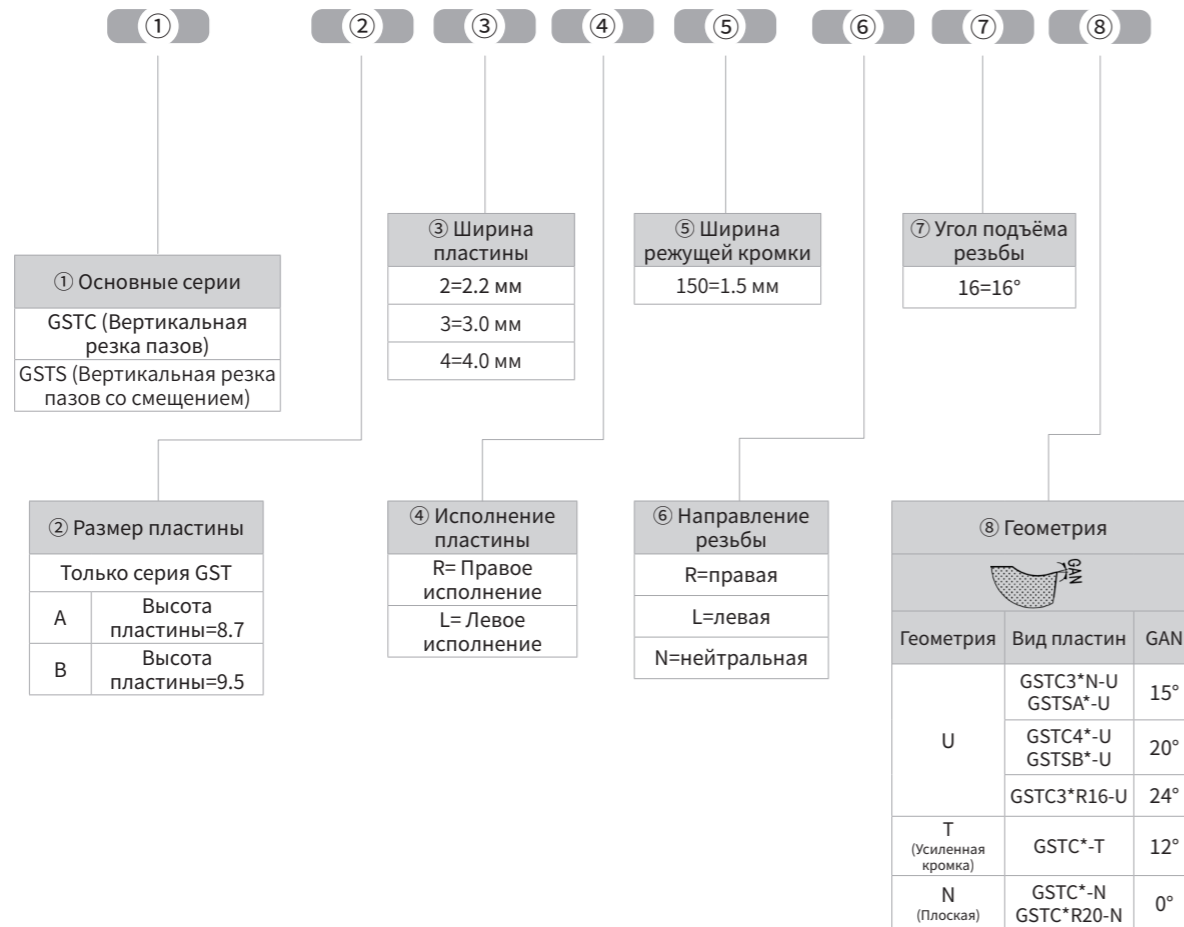 ① ② ③ ④ ⑤ ⑥ ⑦ ⑧
① Основные серии
GSTC (Вертикальная
резка пазов)
GSTS (Вертикальная резка
пазов со смещением)
③ Ширина
пластины
2=2.2 мм
3=3.0 мм
4=4.0 мм
⑤ Ширина
режущей кромки
150=1.5 мм
⑦ Угол подъёма
резьбы
16=16°
② Размер пластины
Только серия GST
A Высота
пластины=8.7
B Высота
пластины=9.5
④ Исполнение
пластины
R= Правое
исполнение
L= Левое
исполнение
⑥ Направление
резьбы
R=правая
L=левая
N=нейтральная
⑧ Геометрия
GAN
Геометрия Вид пластин GAN
U
GSTC3*N-U
GSTSA*-U
15°
GSTC4*-U
GSTSB*-U
20°
GSTC3*R16-U 24°
T
(Усиленная
кромка)
GSTC*-T 12°
N
(Плоская)
GSTC*-N
GSTC*R20-N
0°